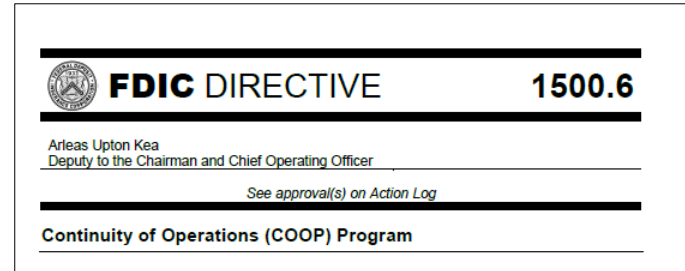 FDIC DIRECTIVE 1500.6
Arleas Upton Kea
Deputy to the Chairman and Chief Operating Officer
See approval(s) on Action Log
Continuity of Operations (COOP) Program